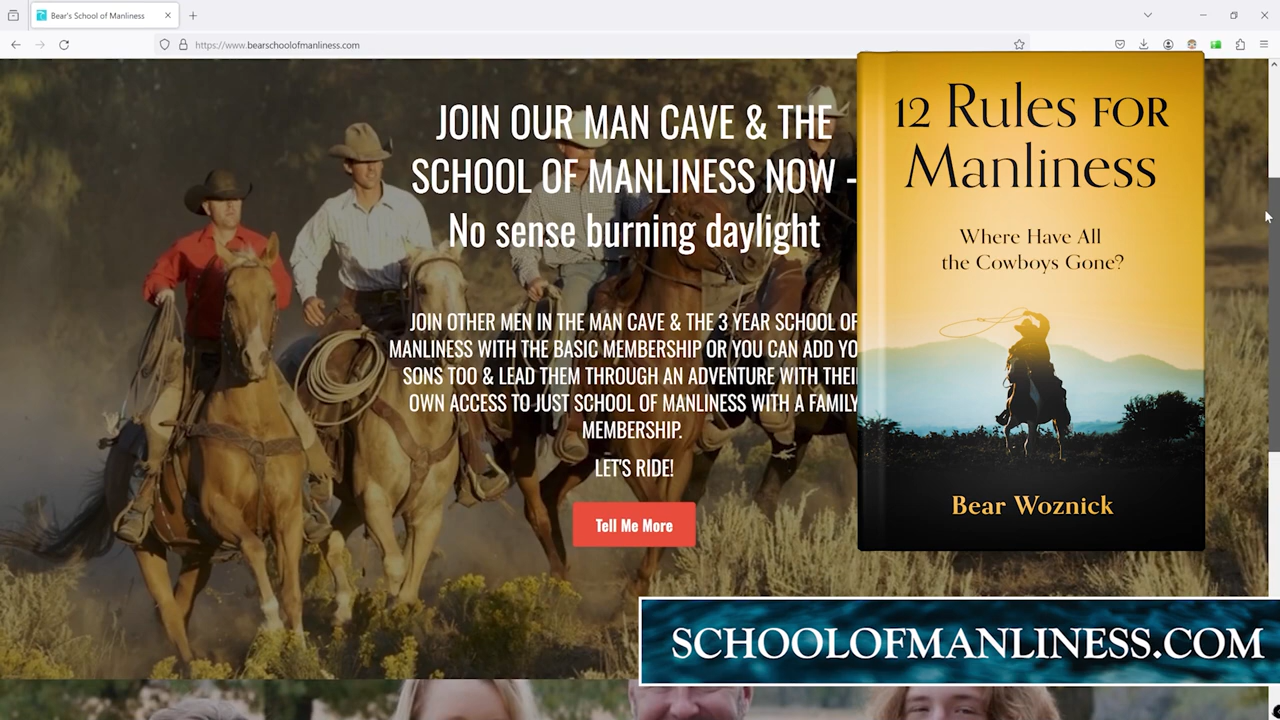 Bear's School of Manliness
https://www.bearschoolofmanliness.com
JOIN OUR MAN CAVE & THE
SCHOOL OF MANLINESS NOW -
No sense burning daylight
JOIN OTHER MEN IN THE MAN CAVE & THE 3 YEAR SCHOOL OF
MANLINESS WITH THE BASIC MEMBERSHIP OR YOU CAN ADD YO
SONS TOO & LEAD THEM THROUGH AN ADVENTURE WITH THEI
OWN ACCESS TO JUST SCHOOL OF MANLINESS WITH A FAMILY
MEMBERSHIP.
LET'S RIDE!
Tell Me More
12 Rules FOR
Manliness
Where Have All
the Cowboys Gone?
Bear Woznick
SCHOOLOFMANLINESS.COM